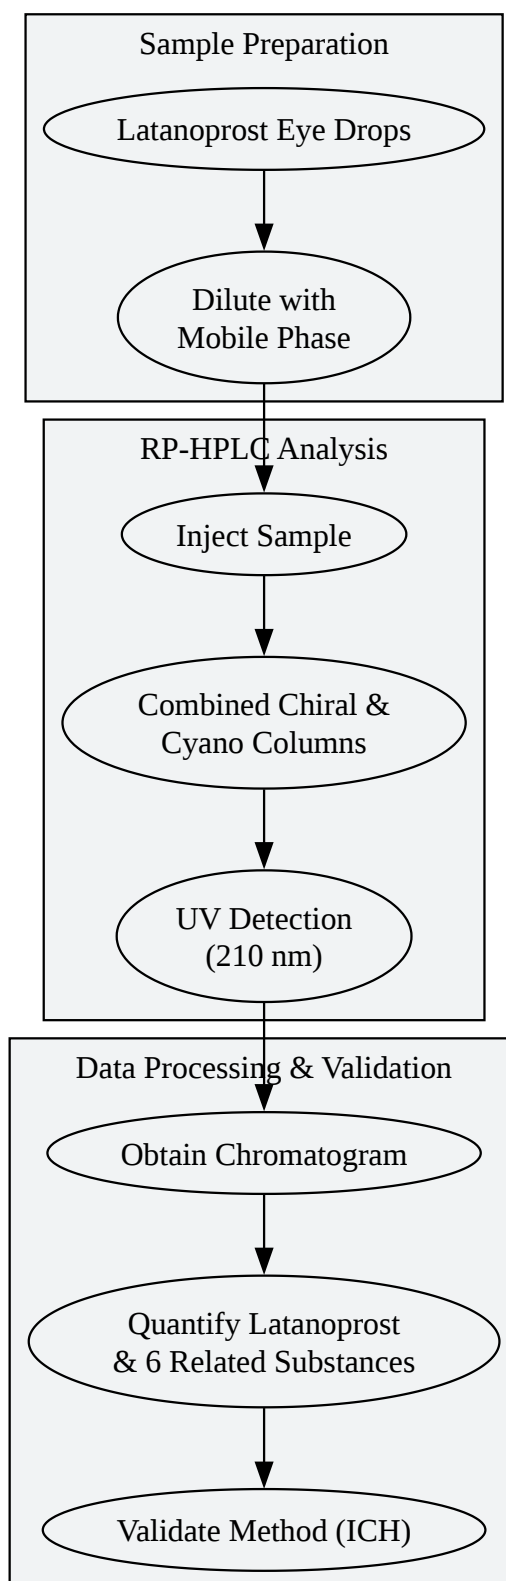 Sample Preparation
Latanoprost Eye Drops
Dilute with
Mobile Phase
RP-HPLC Analysis
Inject Sample
Combined Chiral &
Cyano Columns
UV Detection
(210 nm)
Data Processing & Validation
Obtain Chromatogram
Quantify Latanoprost
& 6 Related Substances
Validate Method (ICH)